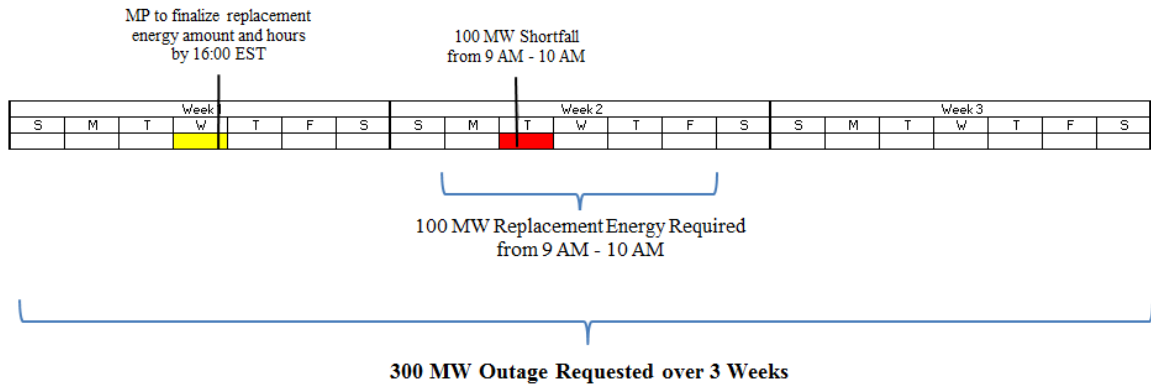 MP to finalize replacement
energy amount and hours
by 16:00 EST
100 MW Shortfall
from 9 AM - 10 AM
Week 1 Week 2 Week 3
S M T W T F S S M T W T F S S M T W T F S
100 MW Replacement Energy Required
from 9 AM - 10 AM
300 MW Outage Requested over 3 Weeks